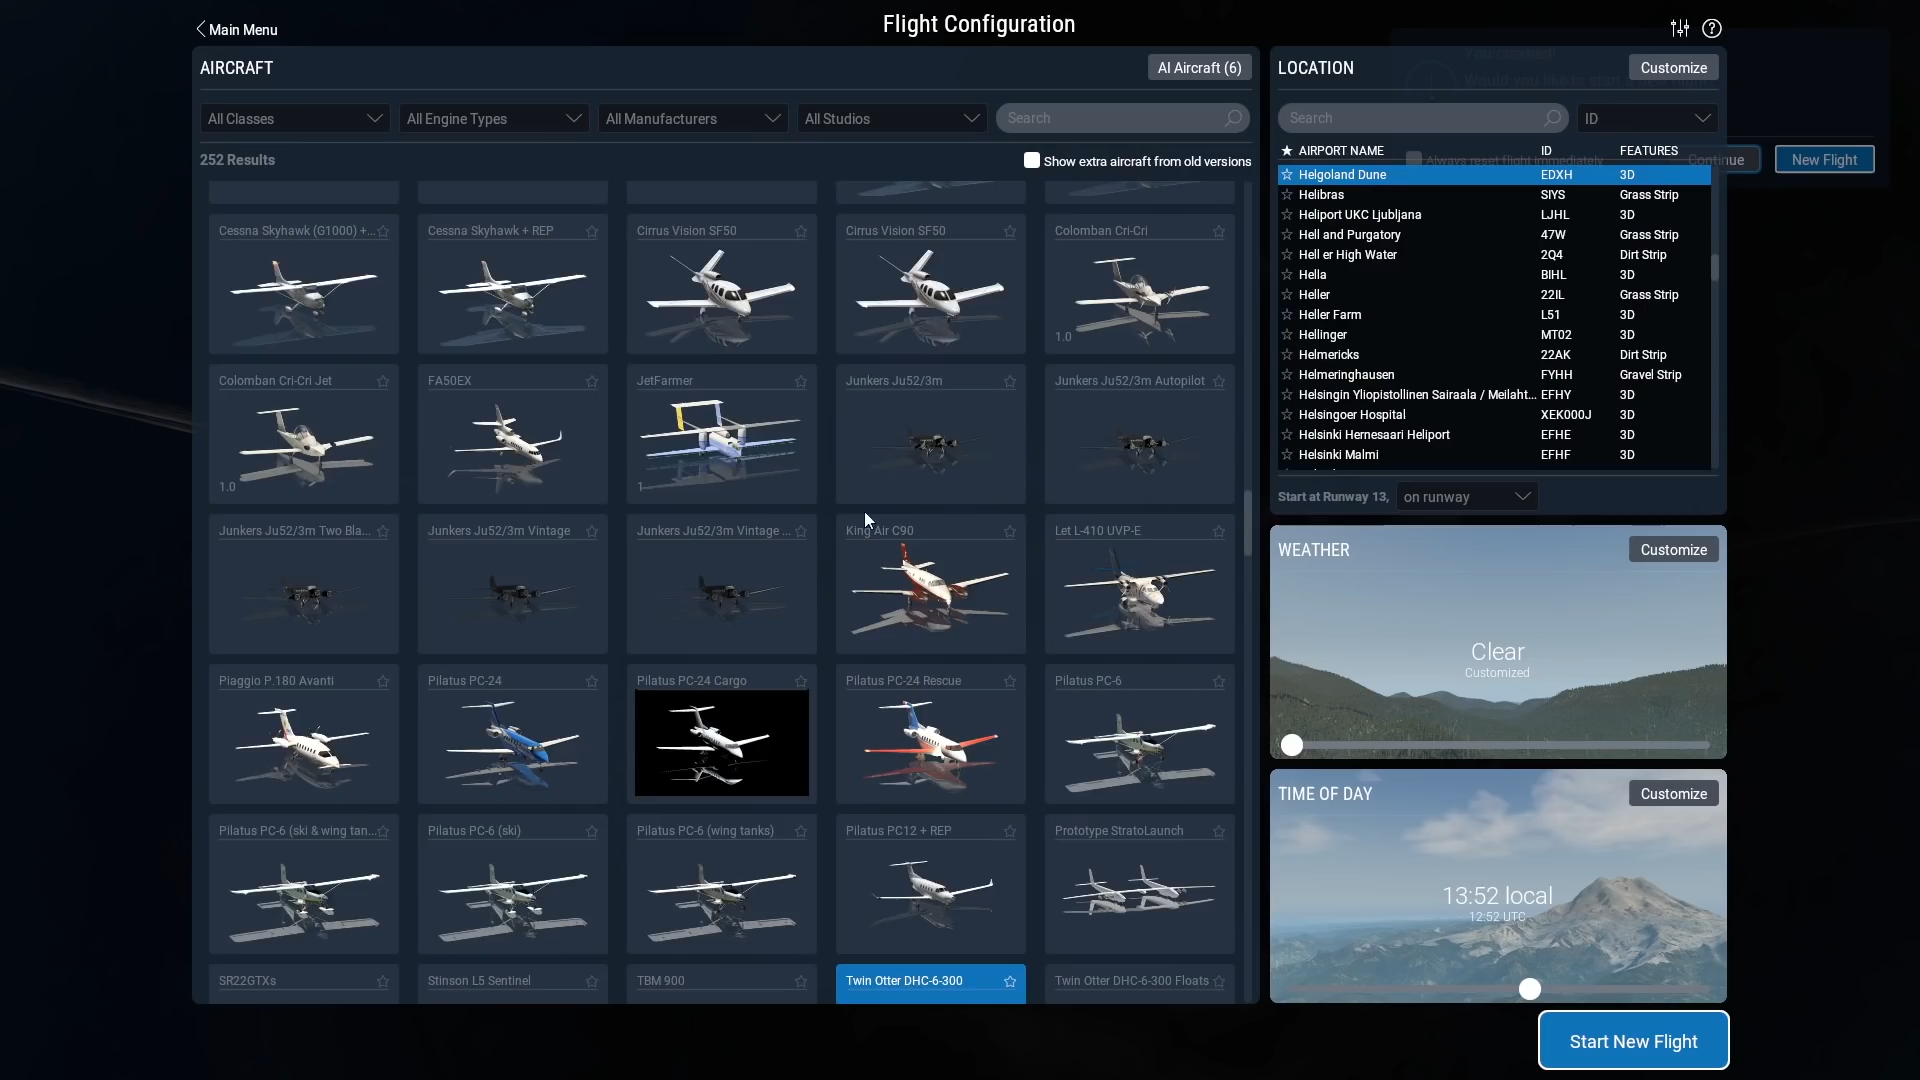 Main Menu
Flight Configuration
AIRCRAFT
AI Aircraft (6)
All Classes
All Engine Types
All Manufacturers
All Studios
Search
252 Results
Show extra aircraft from old versions
Cessna Skyhawk (G1000) +...
Cessna Skyhawk + REP
Cirrus Vision SF50
Cirrus Vision SF50
Colomban Cri-Cri
1.0
Colomban Cri-Cri Jet
FA50EX
JetFarmer
Junkers Ju52/3m
Junkers Ju52/3m Autopilot
1.0
1
Junkers Ju52/3m Two Bla...
Junkers Ju52/3m Vintage
Junkers Ju52/3m Vintage ...
King Air C90
Let L-410 UVP-E
Piaggio P.180 Avanti
Pilatus PC-24
Pilatus PC-24 Cargo
Pilatus PC-24 Rescue
Pilatus PC-6
Pilatus PC-6 (ski & wing tan...
Pilatus PC-6 (ski)
Pilatus PC-6 (wing tanks)
Pilatus PC12 + REP
Prototype StratoLaunch
SR22GTXs
Stinson L5 Sentinel
TBM 900
Twin Otter DHC-6-300
Twin Otter DHC-6-300 Floats
LOCATION
Customize
Search
ID
AIRPORT NAME ID FEATURES
Always reset flight immediately
Continue
New Flight
Helgoland Dune EDXH 3D
Helibras SIYS Grass Strip
Heliport UKC Ljubljana LJHL 3D
Hell and Purgatory 47W Grass Strip
Hell er High Water 2Q4 Dirt Strip
Hella BIHL 3D
Heller 22IL Grass Strip
Heller Farm L51 3D
Hellinger MT02 3D
Helmericks 22AK Dirt Strip
Helmeringhausen FYHH Gravel Strip
Helsingin Yliopistollinen Sairaala / Meilaht... EFHY 3D
Helsingoer Hospital XEK000J 3D
Helsinki Hernesaari Heliport EFHE 3D
Helsinki Malmi EFHF 3D
Start at Runway 13, on runway
WEATHER
Customize
Clear
Customized
TIME OF DAY
Customize
13:52 local
12:52 UTC
Start New Flight